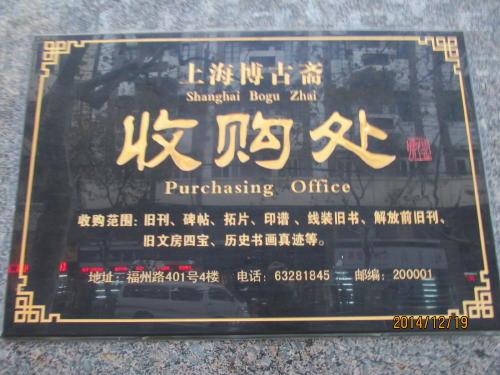 上海博古斋
Shanghai Bogu Zhai
收购处
Purchasing Office
收购范围: 旧刊、碑帖、拓片、印谱、线装旧书、解放前旧刊、
旧文房四宝、历史书画真迹等。
地址: 福州路401号4楼 电话: 63281845 邮编: 200001
2014/12/19